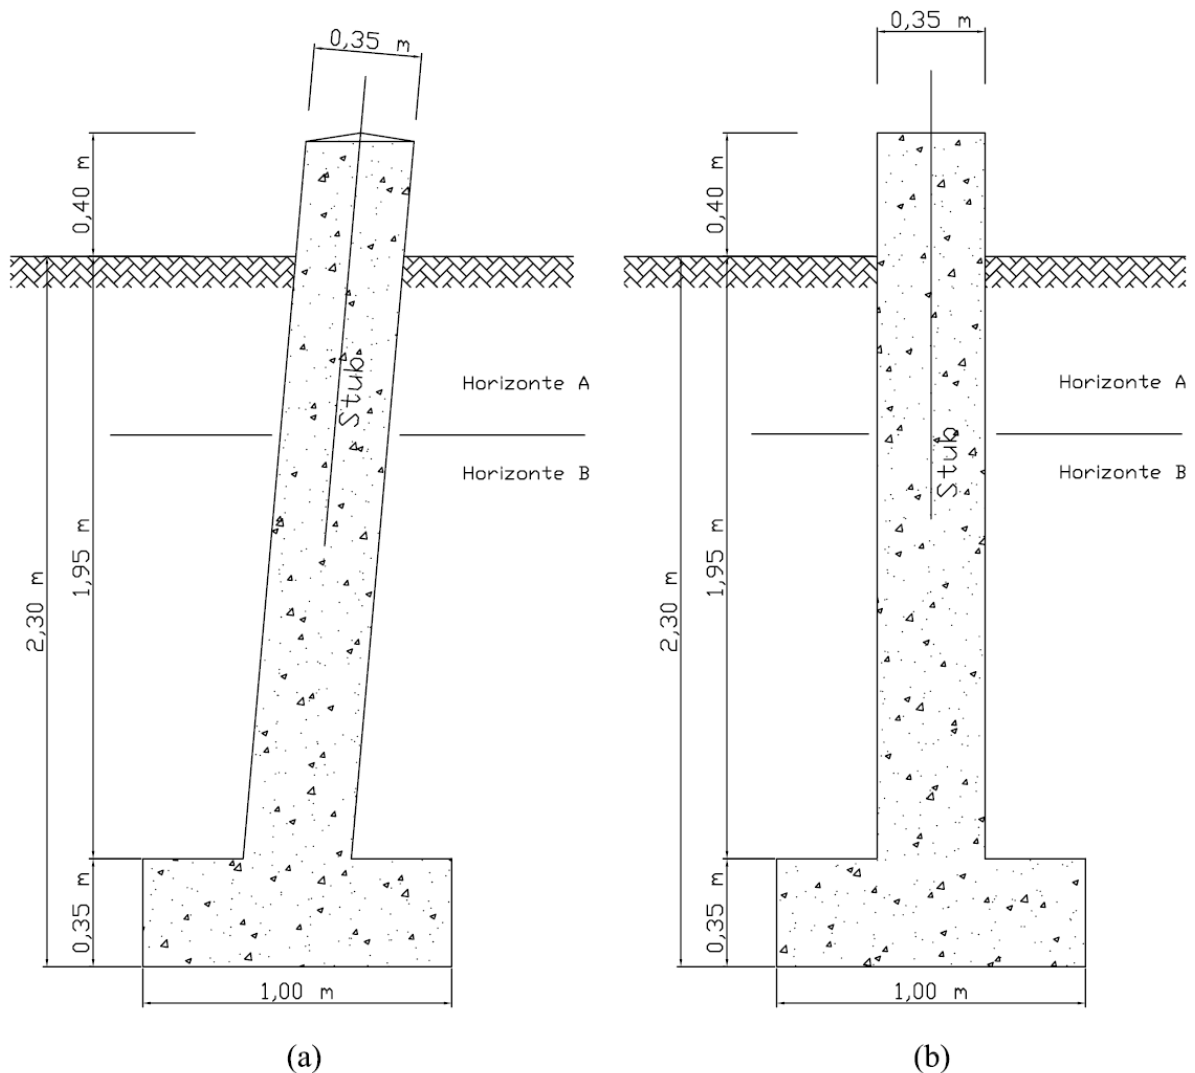 0,35 m
0,40 m
Horizonte A
Stub
Horizonte B
1,95 m
2,30 m
0,35 m
1,00 m
(a)
0,35 m
0,40 m
Horizonte A
Stub
Horizonte B
1,95 m
2,30 m
0,35 m
1,00 m
(b)